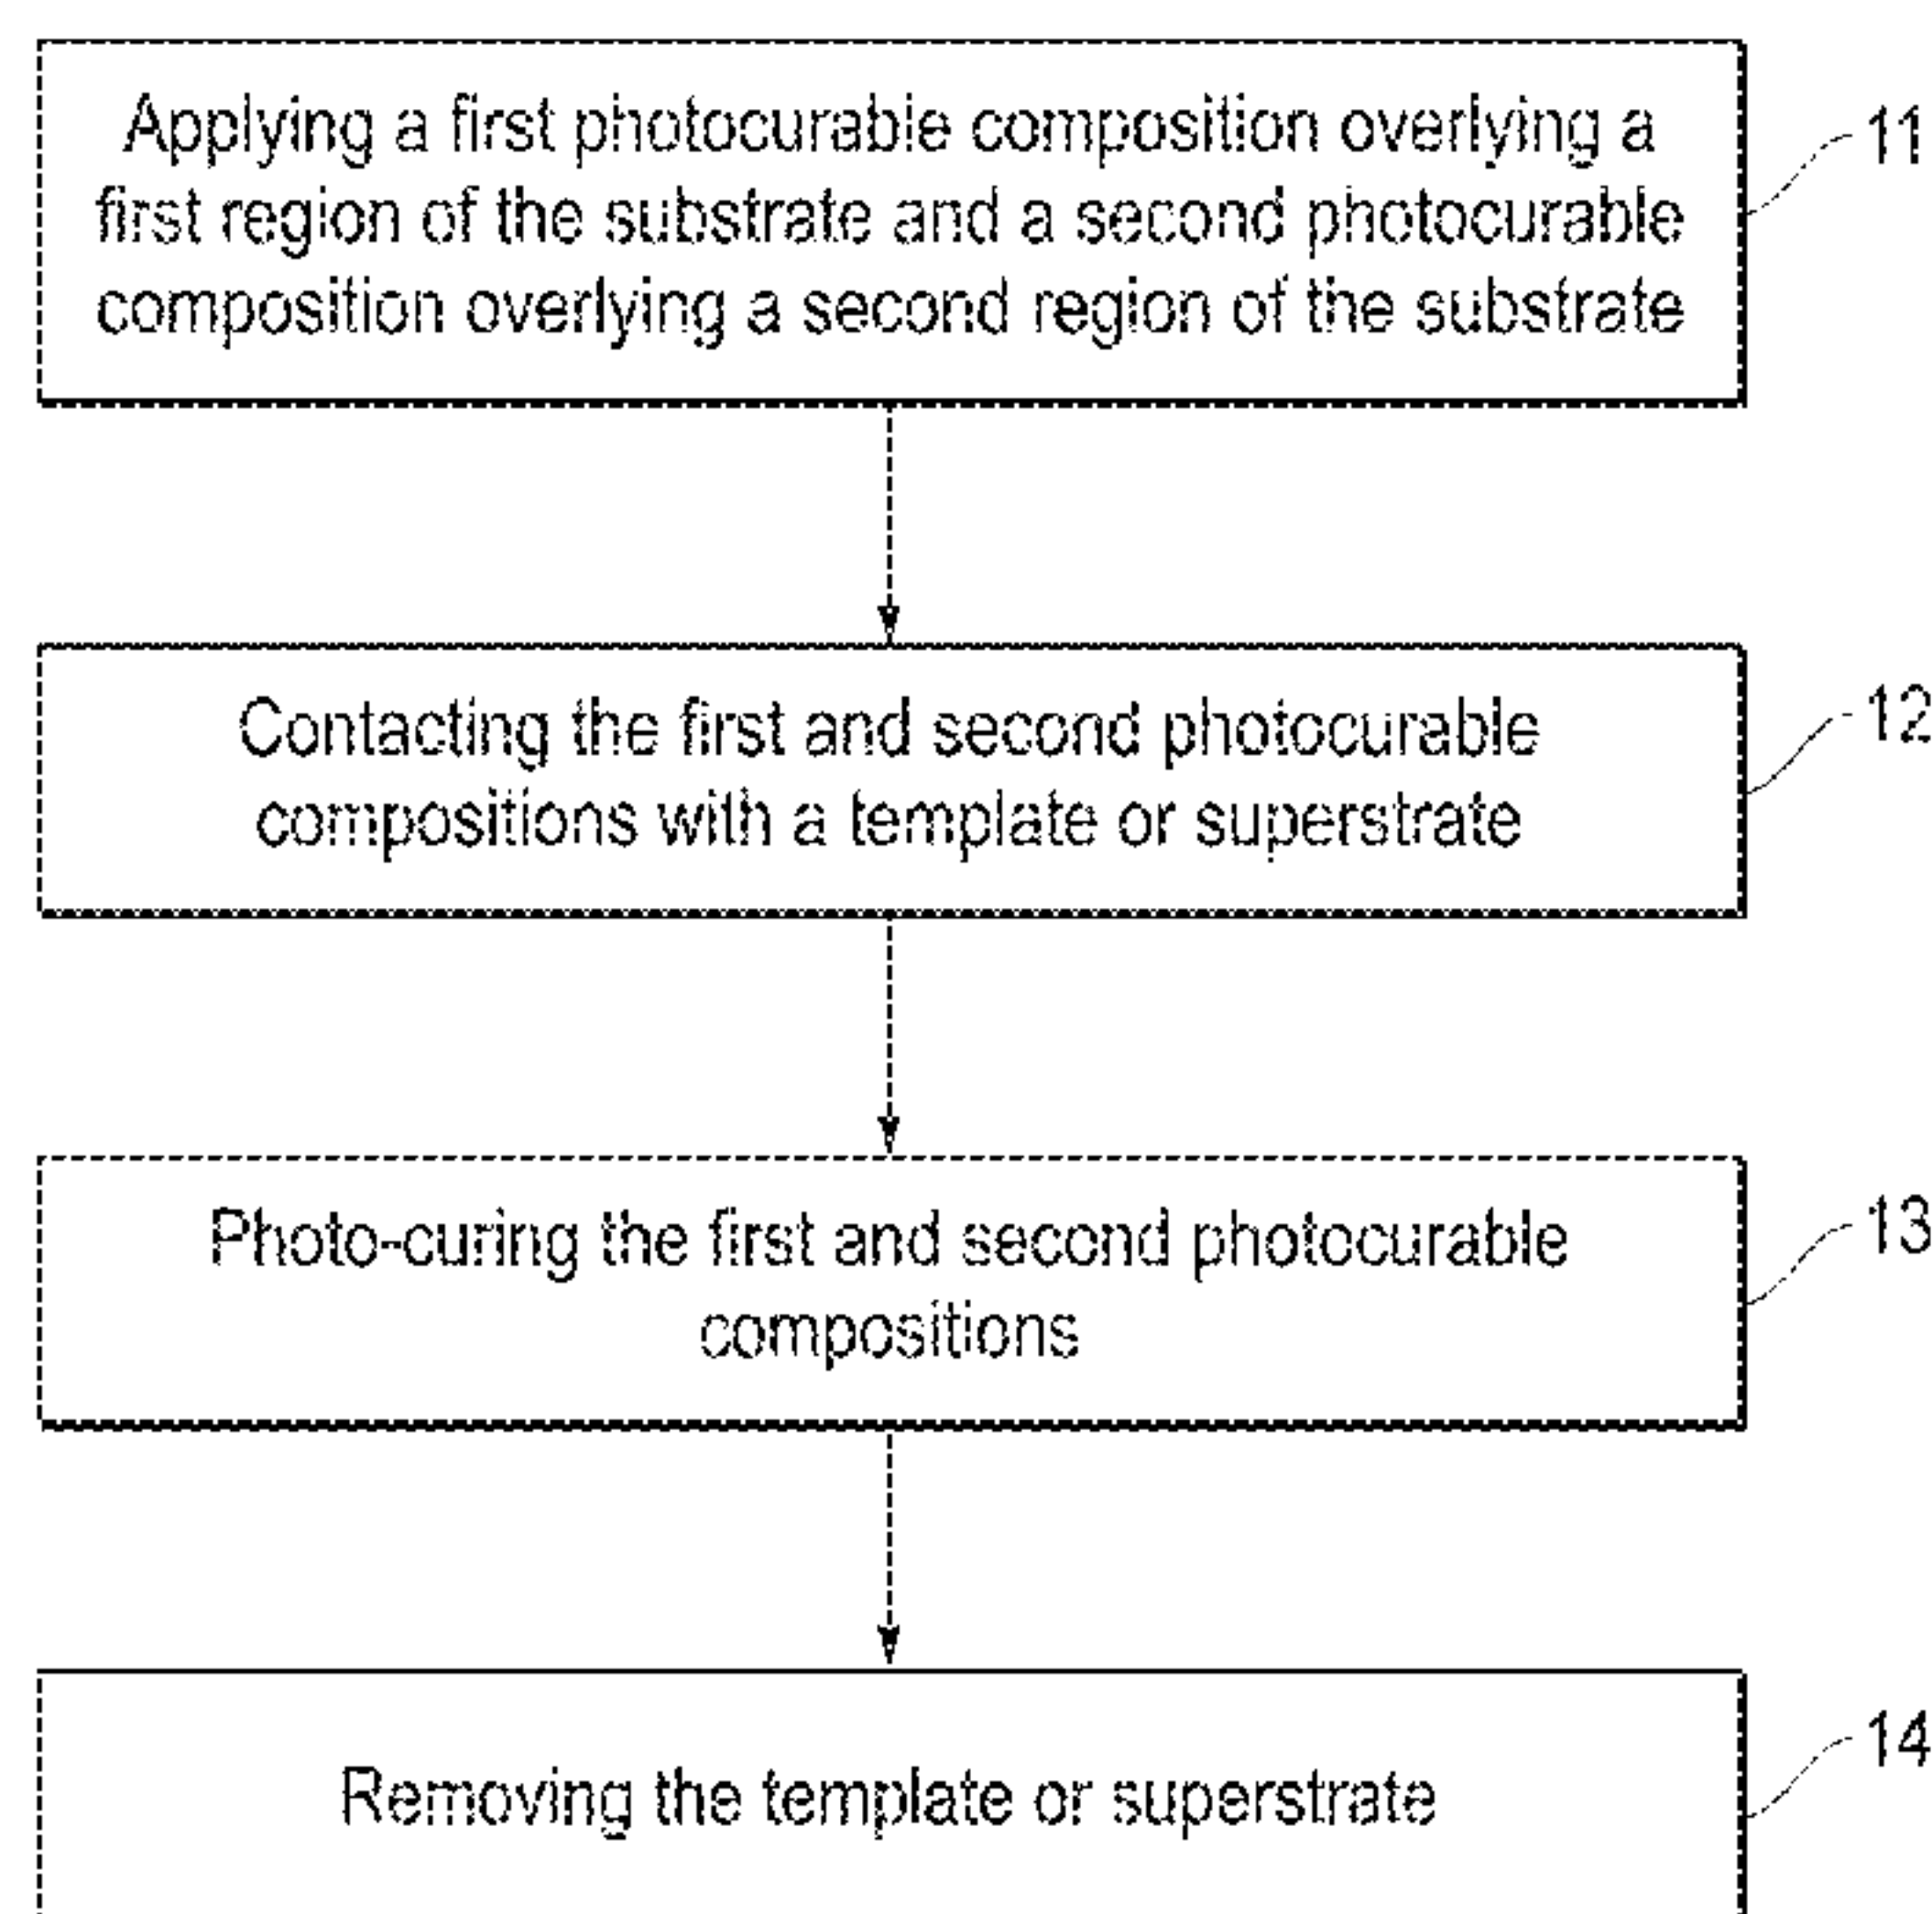 Applying a first photocurable composition overlying a
first region of the substrate and a second photocurable
composition overlying a second region of the substrate
11
Contacting the first and second photocurable
compositions with a template or superstrate
12
Photo-curing the first and second photocurable
compositions
13
Removing the template or superstrate
14